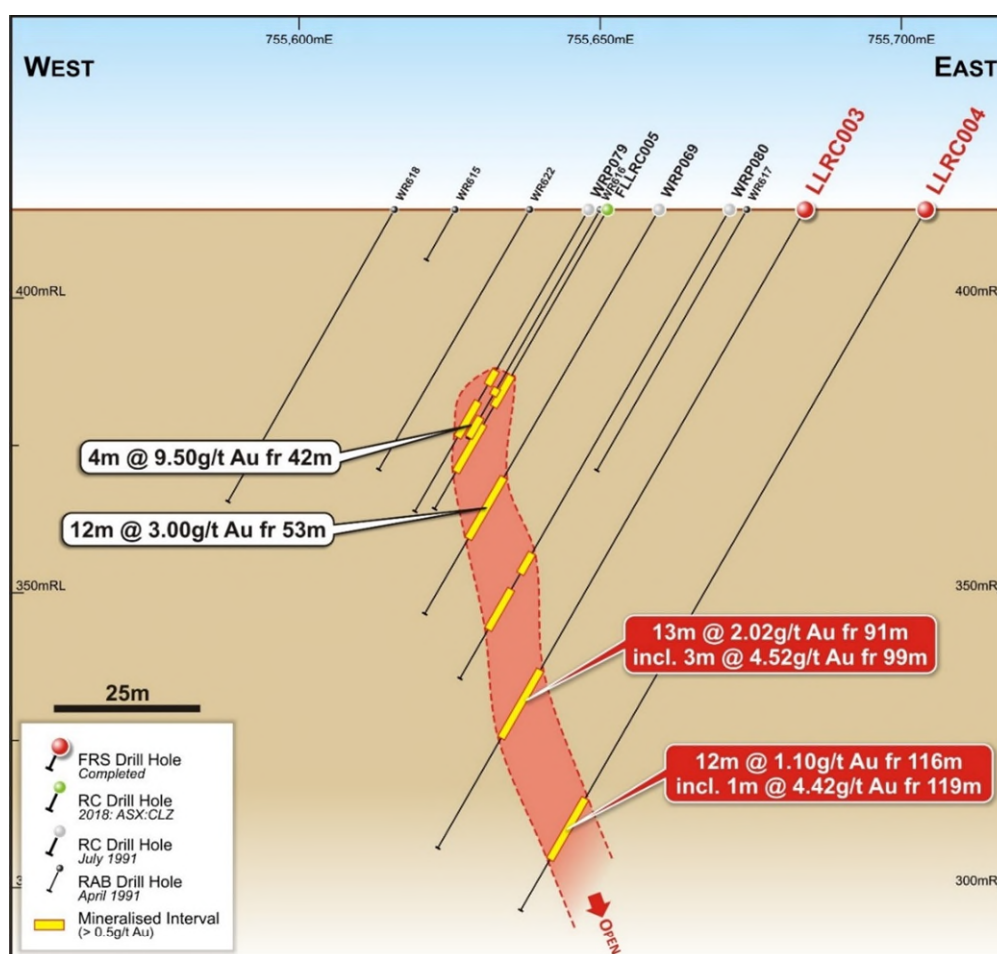 755,600mE
755,650mE
755,700mE
WEST
EAST
WR618
WR615
WR622
WRP079
WR616
FLLRC005
WRP069
WRP080
WR617
LLRC003
LLRC004
400mRL
400mRL
4m @ 9.50g/t Au fr 42m
12m @ 3.00g/t Au fr 53m
350mRL
350mRL
13m @ 2.02g/t Au fr 91m
incl. 3m @ 4.52g/t Au fr 99m
25m
12m @ 1.10g/t Au fr 116m
incl. 1m @ 4.42g/t Au fr 119m
FRS Drill Hole
Completed
RC Drill Hole
2018: ASX:CLZ
RC Drill Hole
July 1991
RAB Drill Hole
April 1991
Mineralised Interval
(> 0.5g/t Au)
300mRL
OPEN